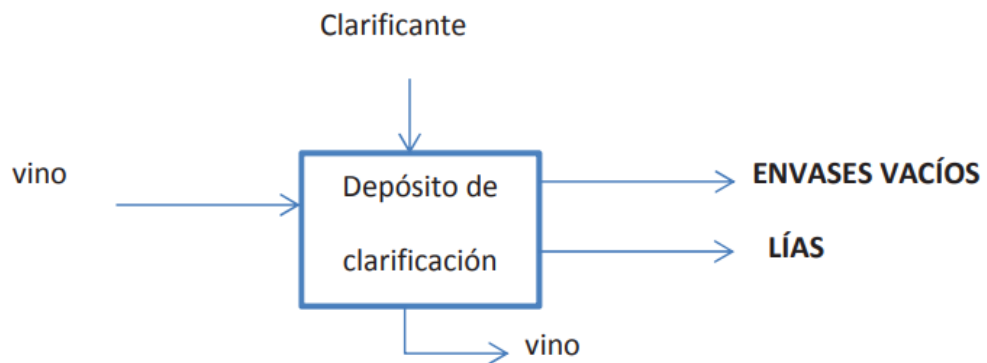 Clarificante
vino
Depósito de
clarificación
ENVASES VACÍOS
LÍAS
vino